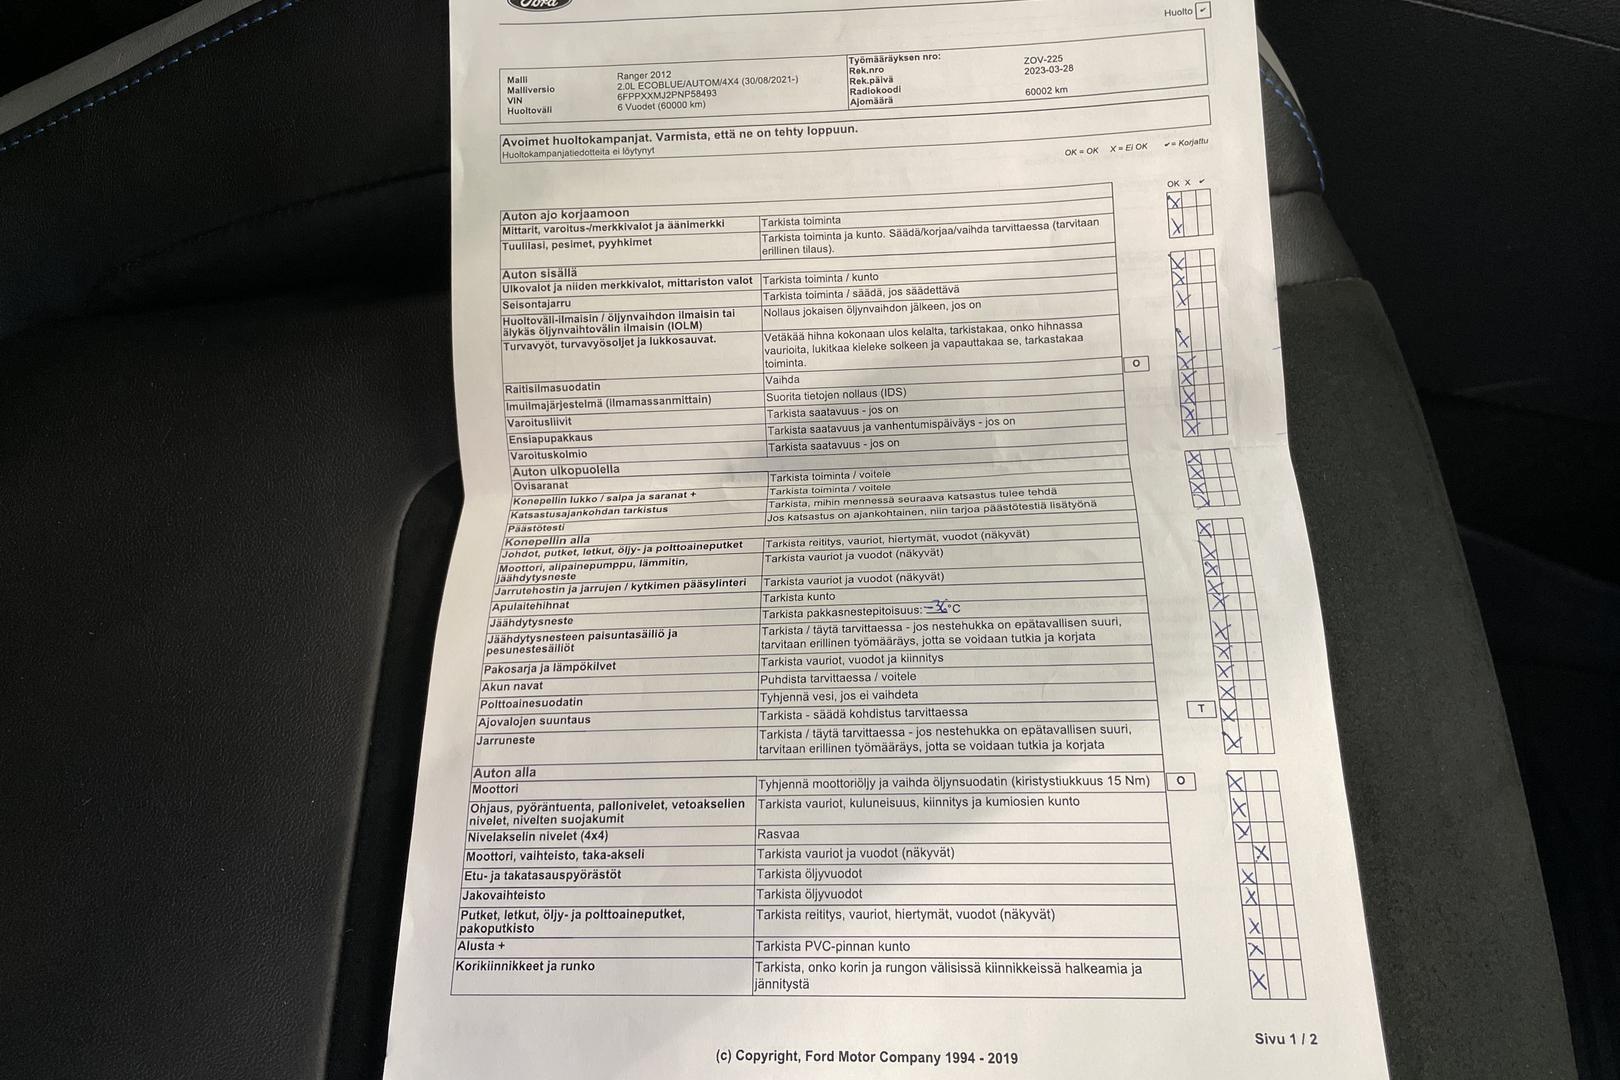 Ford
Huolto ✓
Malli Ranger 2012
Malliversio 2.0L ECOBLUE/AUTOM/4X4 (30/08/2021-)
VIN 6FPPXXMJ2PNP58493
Huoltoväli 6 Vuodet (60000 km)
Työmääräyksen nro:
Rek.nro ZOV-225
Rek.päivä 2023-03-28
Radiokoodi
Ajomäärä 60002 km
Avoimet huoltokampanjat. Varmista, että ne on tehty loppuun.
Huoltokampanjatiedotteita ei löytynyt
OK = OK X = Ei OK ✓ = Korjattu
OK X ✓
Auton ajo korjaamoon
Mittarit, varoitus-/merkkivalot ja äänimerkki Tarkista toiminta X
Tuulilasi, pesimet, pyyhkimet Tarkista toiminta ja kunto. Säädä/korjaa/vaihda tarvittaessa (tarvitaan X
erillinen tilaus).
Auton sisällä
Ulkovalot ja niiden merkkivalot, mittariston valot Tarkista toiminta / kunto X
Seisontajarru Tarkista toiminta / säädä, jos säädettävä X
Huoltoväli-ilmaisin / öljynvaihdon ilmaisin tai Nollaus jokaisen öljynvaihdon jälkeen, jos on X
älykäs öljynvaihtovälin ilmaisin (IOLM)
Turvavyöt, turvavyösoljet ja lukkosauvat. Vetäkää hihna kokonaan ulos kelalta, tarkistakaa, onko hihnassa X
vaurioita, lukitkaa kieleke solkeen ja vapauttakaa se, tarkastakaa
toiminta.
Raitisilmasuodatin Vaihda O X
Imuilmajärjestelmä (ilmamassanmittain) Suorita tietojen nollaus (IDS) X
Varoitusliivit Tarkista saatavuus - jos on X
Ensiapupakkaus Tarkista saatavuus ja vanhentumispäiväys - jos on X
Varoituskolmio Tarkista saatavuus - jos on X
Auton ulkopuolella
Ovisaranat Tarkista toiminta / voitele X
Konepellin lukko / salpa ja saranat + Tarkista toiminta / voitele X
Katsastusajankohdan tarkistus Tarkista, mihin mennessä seuraava katsastus tulee tehdä X
Päästötesti Jos katsastus on ajankohtainen, niin tarjoa päästötestiä lisätyönä X
Konepellin alla
Johdot, putket, letkut, öljy- ja polttoaineputket Tarkista reititys, vauriot, hiertymät, vuodot (näkyvät) X
Moottori, alipainepumppu, lämmitin, Tarkista vauriot ja vuodot (näkyvät) X
jäähdytysneste
Jarrutehostin ja jarrujen / kytkimen pääsylinteri Tarkista vauriot ja vuodot (näkyvät) X
Apulaitehihnat Tarkista kunto X
Jäähdytysneste Tarkista pakkasnestepitoisuus: -36°C X
Jäähdytysnesteen paisuntasäiliö ja Tarkista / täytä tarvittaessa - jos nestehukka on epätavallisen suuri, X
pesunestesäiliöt tarvitaan erillinen työmääräys, jotta se voidaan tutkia ja korjata
Pakosarja ja lämpökilvet Tarkista vauriot, vuodot ja kiinnitys X
Akun navat Puhdista tarvittaessa / voitele X
Polttoainesuodatin Tyhjennä vesi, jos ei vaihdeta X
Ajovalojen suuntaus Tarkista - säädä kohdistus tarvittaessa T X
Jarruneste Tarkista / täytä tarvittaessa - jos nestehukka on epätavallisen suuri, X
tarvitaan erillinen työmääräys, jotta se voidaan tutkia ja korjata
Auton alla
Moottori Tyhjennä moottoriöljy ja vaihda öljynsuodatin (kiristystiukkuus 15 Nm) O X
Ohjaus, pyöräntuenta, pallonivelet, vetoakselien Tarkista vauriot, kuluneisuus, kiinnitys ja kumiosien kunto X
nivelet, nivelten suojakumit
Nivelakselin nivelet (4x4) Rasvaa X
Moottori, vaihteisto, taka-akseli Tarkista vauriot ja vuodot (näkyvät) X
Etu- ja takatasauspyörästöt Tarkista öljyvuodot X
Jakovaihteisto Tarkista öljyvuodot X
Putket, letkut, öljy- ja polttoaineputket, Tarkista reititys, vauriot, hiertymät, vuodot (näkyvät) X
pakoputkisto
Alusta + Tarkista PVC-pinnan kunto X
Korikiinnikkeet ja runko Tarkista, onko korin ja rungon välisissä kiinnikkeissä halkeamia ja X
jännitystä
Sivu 1 / 2
(c) Copyright, Ford Motor Company 1994 - 2019